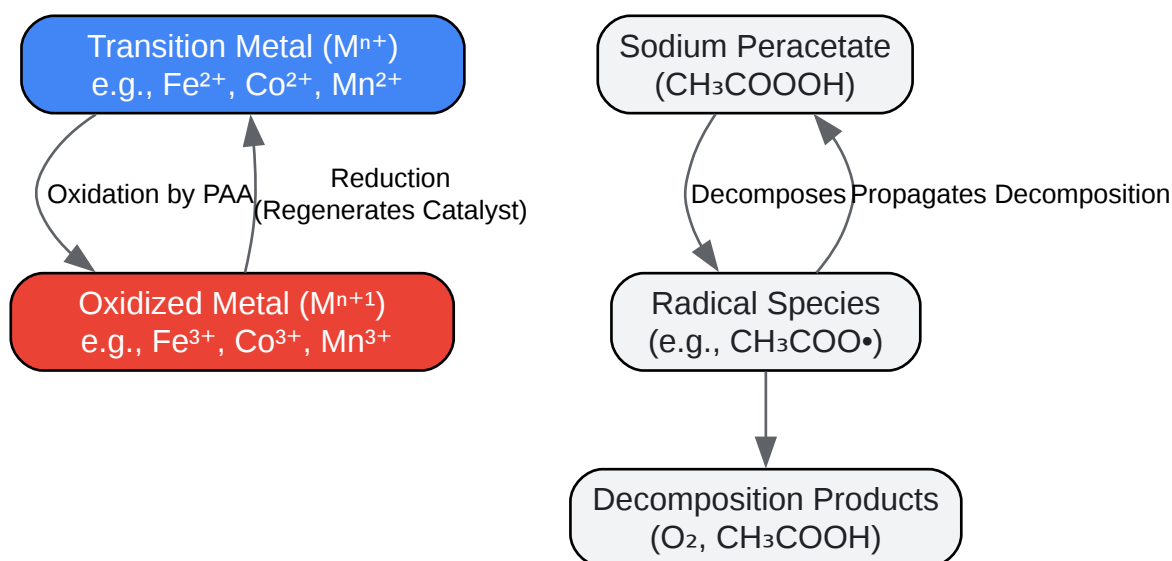 Transition Metal (Mⁿ⁺)
e.g., Fe²⁺, Co²⁺, Mn²⁺
Oxidation by PAA
Reduction
(Regenerates Catalyst)
Oxidized Metal (Mⁿ⁺¹)
e.g., Fe³⁺, Co³⁺, Mn³⁺
Sodium Peracetate
(CH₃COOOH)
Decomposes
Propagates Decomposition
Radical Species
(e.g., CH₃COO•)
Decomposition Products
(O₂, CH₃COOH)